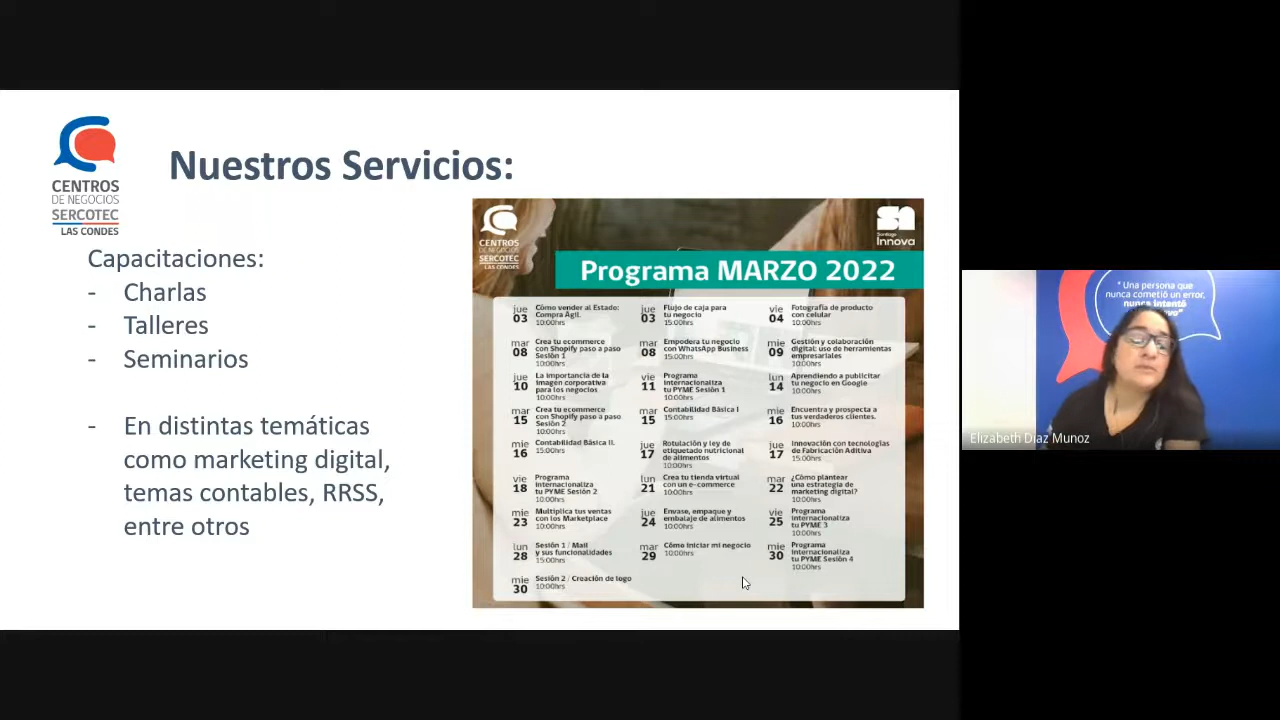 CENTROS
DE NEGOCIOS
SERCOTEC
LAS CONDES
Nuestros Servicios:
Capacitaciones:
- Charlas
- Talleres
- Seminarios
- En distintas temáticas
como marketing digital,
temas contables, RRSS,
entre otros
CENTROS
DE NEGOCIOS
SERCOTEC
LAS CONDES
Santiago
Innova
Programa MARZO 2022
jue
03
Cómo vender al Estado:
Compra Ágil.
10:00hrs
jue
03
Flujo de caja para
tu negocio
15:00hrs
vie
04
Fotografía de producto
con celular
10:00hrs
mar
08
Crea tu ecommerce
con Shopify paso a paso
Sesión 1
10:00hrs
mar
08
Empodera tu negocio
con WhatsApp Business
15:00hrs
mie
09
Gestión y colaboración
digital: uso de herramientas
empresariales
10:00hrs
jue
10
La importancia de la
imagen corporativa
para los negocios
10:00hrs
vie
11
Programa
internacionaliza
tu PYME Sesión 1
10:00hrs
lun
14
Aprendiendo a publicitar
tu negocio en Google
10:00hrs
mar
15
Crea tu ecommerce
con Shopify paso a paso
Sesión 2
10:00hrs
mar
15
Contabilidad Básica I
15:00hrs
mie
16
Encuentra y prospecta a
tus verdaderos clientes.
10:00hrs
mie
16
Contabilidad Básica II.
15:00hrs
jue
17
Rotulación y ley de
etiquetado nutricional
de alimentos
10:00hrs
jue
17
Innovación con tecnologías
de Fabricación Aditiva
15:00hrs
vie
18
Programa
internacionaliza
tu PYME Sesión 2
10:00hrs
lun
21
Crea tu tienda virtual
con un e-commerce
10:00hrs
mar
22
¿Cómo plantear
una estrategia de
marketing digital?
10:00hrs
mie
23
Multiplica tus ventas
con los Marketplace
10:00hrs
jue
24
Envase, empaque y
embalaje de alimentos
10:00hrs
vie
25
Programa
internacionaliza
tu PYME 3
10:00hrs
lun
28
Sesión 1 / Mail
y sus funcionalidades
15:00hrs
mar
29
Cómo iniciar mi negocio
10:00hrs
mie
30
Programa
internacionaliza
tu PYME Sesión 4
10:00hrs
mie
30
Sesión 2 / Creación de logo
10:00hrs
" Una persona que
nunca cometió un error,
nunca intentó
Elizabeth Diaz Munoz